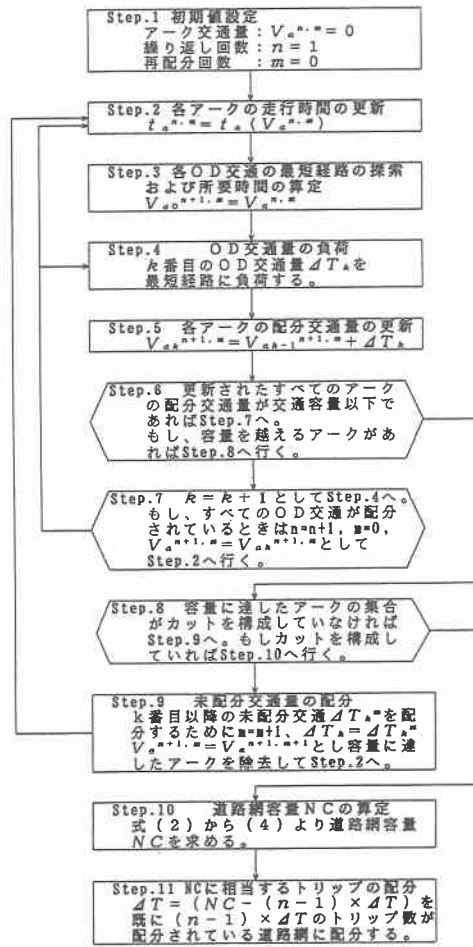 Step.1 初期値設定
アーク交通量：Vₐⁿ·ᵐ＝0
繰り返し回数：n＝1
再配分回数　：m＝0
Step.2 各アークの走行時間の更新
tₐⁿ·ᵐ＝tₐ（Vₐⁿ·ᵐ）
Step.3 各ＯＤ交通の最短経路の探索
および所要時間の算定
Vₐ₀ⁿ⁺¹·ᵐ＝Vₐⁿ·ᵐ
Step.4　ＯＤ交通量の負荷
k番目のＯＤ交通量ΔTₖを
最短経路に負荷する。
Step.5 各アークの配分交通量の更新
Vₐₖⁿ⁺¹·ᵐ＝Vₐₖ₋₁ⁿ⁺¹·ᵐ＋ΔTₖ
Step.6 更新されたすべてのアーク
の配分交通量が交通容量以下で
あればStep.7へ。
もし、容量を越えるアークがあ
ればStep.8へ行く。
Step.7 k＝k＋1としてStep.4へ。
もし、すべてのＯＤ交通が配分
されているときはn=n+1, m=0,
Vₐⁿ⁺¹·ᵐ＝Vₐₖⁿ⁺¹·ᵐとして
Step.2へ行く。
Step.8 容量に達したアークの集合
がカットを構成していなければ
Step.9へ。もしカットを構成し
ていればStep.10へ行く。
Step.9 未配分交通量の配分
k番目以降の未配分交通ΔTₖᵐを配
分するためにm=m+1、ΔTₖ＝ΔTₖᵐ
Vₐⁿ⁺¹·ᵐ＝Vₐⁿ⁺¹·ᵐ⁺¹とし容量に達
したアークを除去してStep.2へ。
Step.10　道路網容量NCの算定
式（2）から（4）より道路網容量
NCを求める。
Step.11 NCに相当するトリップの配分
ΔT＝（NC－（n－1）×ΔT）を
既に（n－1）×ΔTのトリップ数が
配分されている道路網に配分する。